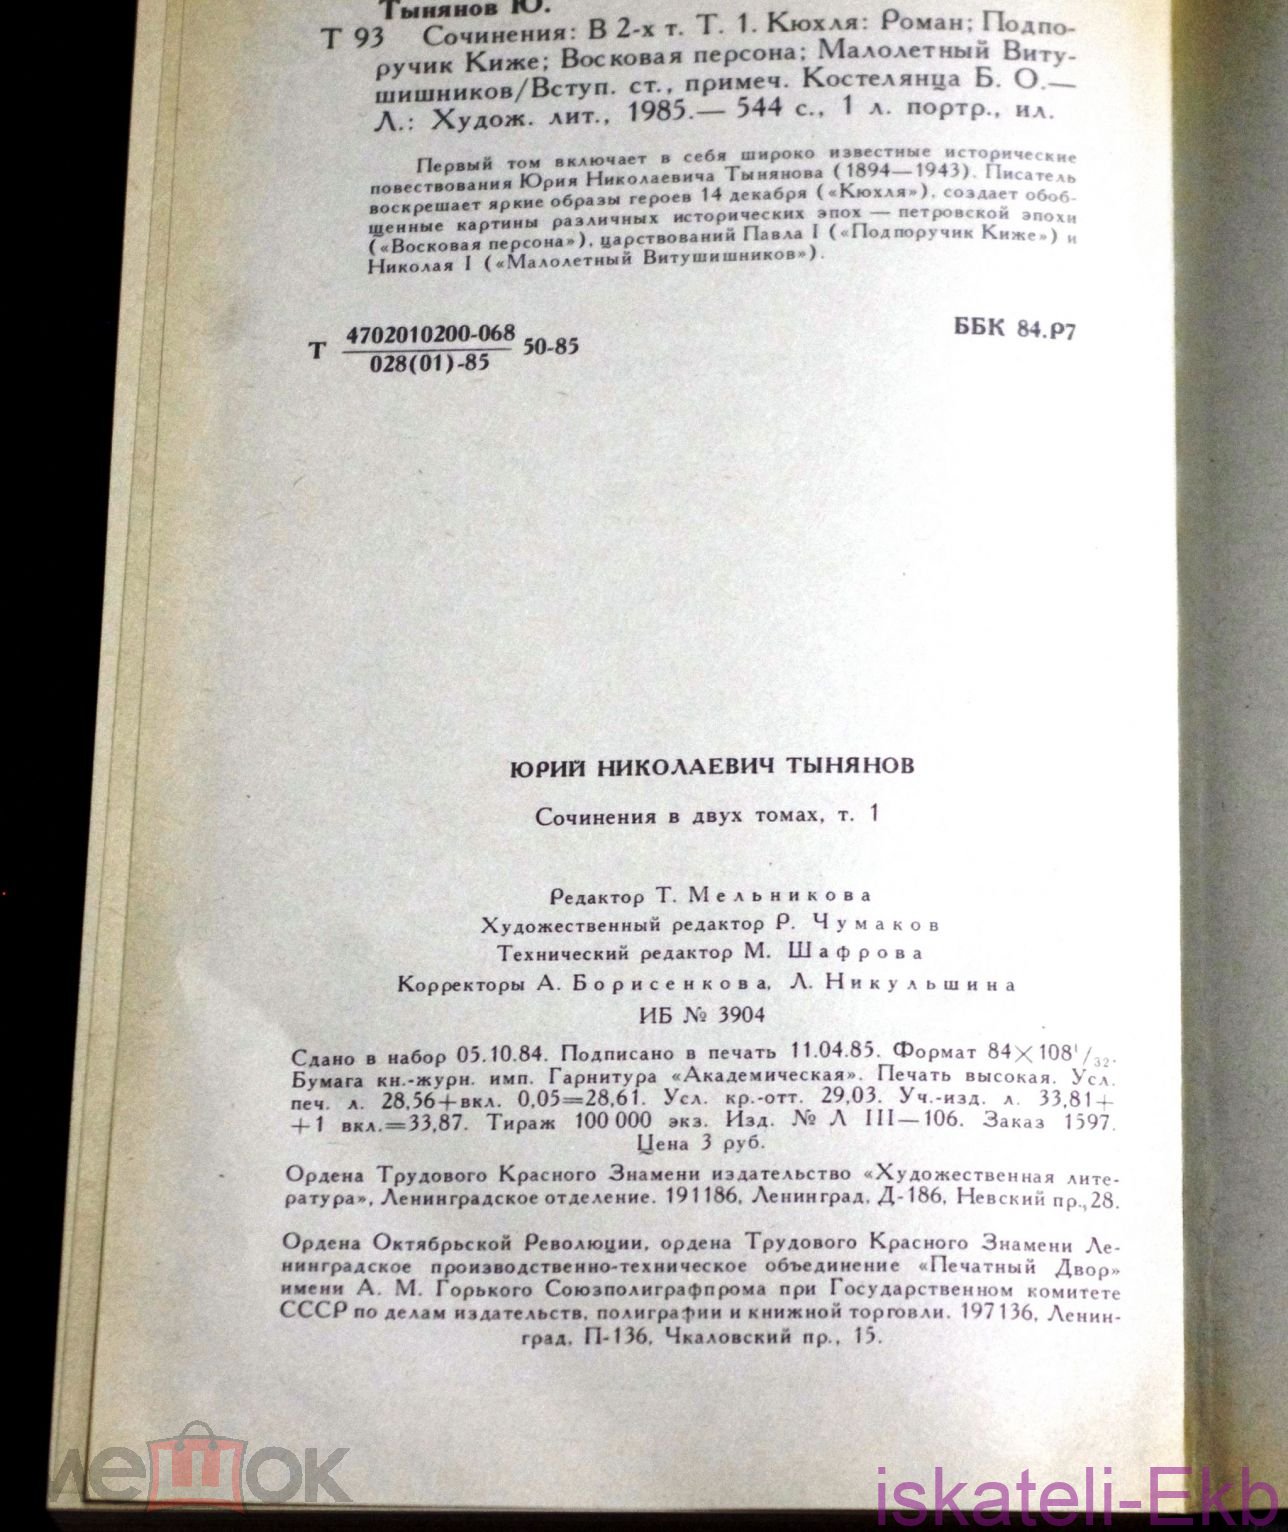 Тынянов Ю.
Т 93 Сочинения: В 2-х т. Т. 1. Кюхля: Роман; Подпо-
ручик Киже; Восковая персона; Малолетный Виту-
шишников/Вступ. ст., примеч. Костелянца Б. О.—
Л.: Худож. лит., 1985.— 544 с., 1 л. портр., ил.
Первый том включает в себя широко известные исторические
повествования Юрия Николаевича Тынянова (1894—1943). Писатель
воскрешает яркие образы героев 14 декабря («Кюхля»), создает обоб-
щенные картины различных исторических эпох — петровской эпохи
(«Восковая персона»), царствований Павла I («Подпоручик Киже») и
Николая I («Малолетный Витушишников»).
Т 4702010200-068 50-85
028(01)-85
ББК 84.Р7
ЮРИЙ НИКОЛАЕВИЧ ТЫНЯНОВ
Сочинения в двух томах, т. 1
Редактор Т. Мельникова
Художественный редактор Р. Чумаков
Технический редактор М. Шафрова
Корректоры А. Борисенкова, Л. Никульшина
ИБ № 3904
Сдано в набор 05.10.84. Подписано в печать 11.04.85. Формат 84×108¹/₃₂.
Бумага кн.-журн. имп. Гарнитура «Академическая». Печать высокая. Усл.
печ. л. 28,56+вкл. 0,05=28,61. Усл. кр.-отт. 29,03. Уч.-изд. л. 33,81+
+1 вкл.=33,87. Тираж 100 000 экз. Изд. № Л III—106. Заказ 1597.
Цена 3 руб.
Ордена Трудового Красного Знамени издательство «Художественная лите-
ратура», Ленинградское отделение. 191186, Ленинград, Д-186, Невский пр., 28.
Ордена Октябрьской Революции, ордена Трудового Красного Знамени Ле-
нинградское производственно-техническое объединение «Печатный Двор»
имени А. М. Горького Союзполиграфпрома при Государственном комитете
СССР по делам издательств, полиграфии и книжной торговли. 197136, Ленин-
град, П-136, Чкаловский пр., 15.
мешок
iskateli-Ekb